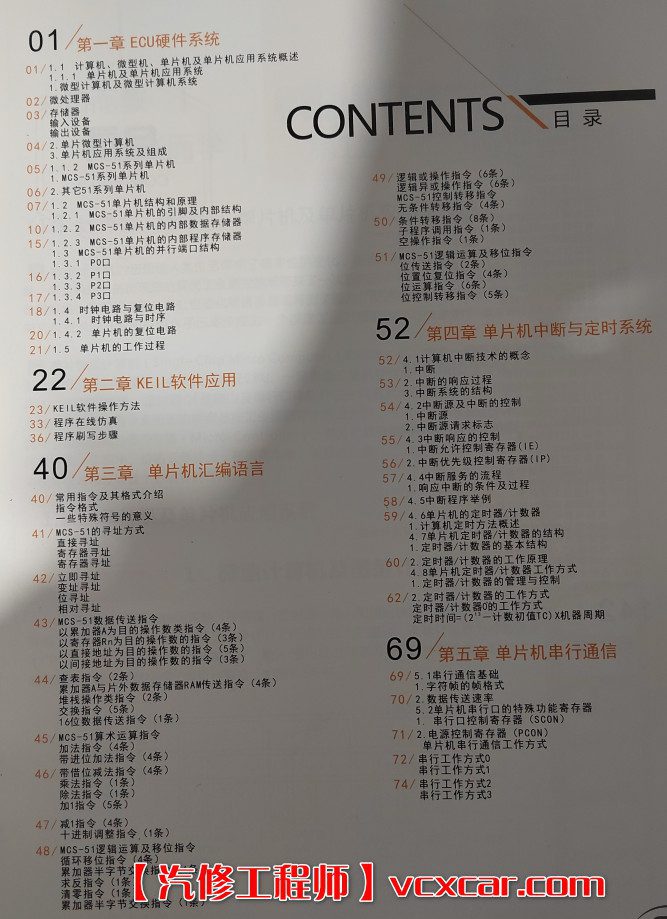 01/第一章 ECU硬件系统
01/1.1 计算机、微型机、单片机及单片机应用系统概述
1.1.1 单片机及单片机应用系统
1.微型计算机及微型计算机系统
02/微处理器
03/存储器
输入设备
输出设备
04/2.单片微型计算机
3.单片机应用系统及组成
05/1.1.2 MCS-51系列单片机
1.MCS-51系列单片机
06/2.其它51系列单片机
07/1.2 MCS-51单片机结构和原理
1.2.1 MCS-51单片机的引脚及内部结构
10/1.2.2 MCS-51单片机的内部数据存储器
15/1.2.3 MCS-51单片机的内部程序存储器
1.3 MCS-51单片机的并行端口结构
1.3.1 P0口
16/1.3.2 P1口
1.3.3 P2口
17/1.3.4 P3口
18/1.4 时钟电路与复位电路
1.4.1 时钟电路与时序
20/1.4.2 单片机的复位电路
21/1.5 单片机的工作过程
22/第二章 KEIL软件应用
23/KEIL软件操作方法
33/程序在线仿真
36/程序刷写步骤
40/第三章 单片机汇编语言
40/常用指令及其格式介绍
指令格式
一些特殊符号的意义
41/MCS-51的寻址方式
直接寻址
寄存器寻址
寄存器寻址
42/立即寻址
变址寻址
位寻址
相对寻址
43/MCS-51数据传送指令
以累加器A为目的操作数类指令（4条）
以寄存器Rn为目的操作数的指令（3条）
以直接地址为目的操作数的指令（5条）
以间接地址为目的操作数的指令（3条）
44/查表指令（2条）
累加器A与片外数据存储器RAM传送指令（4条）
堆栈操作类指令（2条）
交换指令（5条）
16位数据传送指令（1条）
45/MCS-51算术运算指令
加法指令（4条）
带进位加法指令（4条）
46/带借位减法指令（4条）
乘法指令（1条）
除法指令（1条）
加1指令（5条）
47/减1指令（4条）
十进制调整指令（1条）
48/MCS-51逻辑运算及移位指令
循环移位指令（4条）
累加器半字节交换指令（1条）
求反指令（1条）
清零指令（1条）
累加器半字节交换指令（1条）
CONTENTS 目录
49/逻辑或操作指令（6条）
逻辑异或操作指令（6条）
MCS-51控制转移指令
无条件转移指令（4条）
50/条件转移指令（8条）
子程序调用指令（1条）
空操作指令（1条）
51/MCS-51逻辑运算及移位指令
位传送指令（2条）
位置位复位指令（4条）
位运算指令（6条）
位控制转移指令（5条）
52/第四章 单片机中断与定时系统
52/4.1计算机中断技术的概念
1.中断
53/2.中断的响应过程
3.中断系统的结构
54/4.2中断源及中断的控制
1.中断源
2.中断源请求标志
55/4.3中断响应的控制
1.中断允许控制寄存器(IE)
56/2.中断优先级控制寄存器(IP)
57/4.4中断服务的流程
1.响应中断的条件及过程
58/4.5中断程序举例
59/4.6单片机的定时器/计数器
1.计算机定时方法概述
4.7单片机定时器/计数器的结构
1.定时器/计数器的基本结构
60/2.定时器/计数器的工作原理
4.8单片机定时器/计数器工作方式
1.定时器/计数器的管理与控制
62/2.定时器/计数器的工作方式
定时器/计数器0的工作方式
定时时间=(2¹³-计数初值TC)X机器周期
69/第五章 单片机串行通信
69/5.1串行通信基础
1.字符帧的帧格式
70/2.数据传送速率
5.2单片机串行口的特殊功能寄存器
1. 串行口控制寄存器(SCON)
71/2.电源控制寄存器(PCON)
单片机串行通信工作方式
72/串行工作方式0
串行工作方式1
74/串行工作方式2
串行工作方式3
【汽修工程师】vcxcar.com